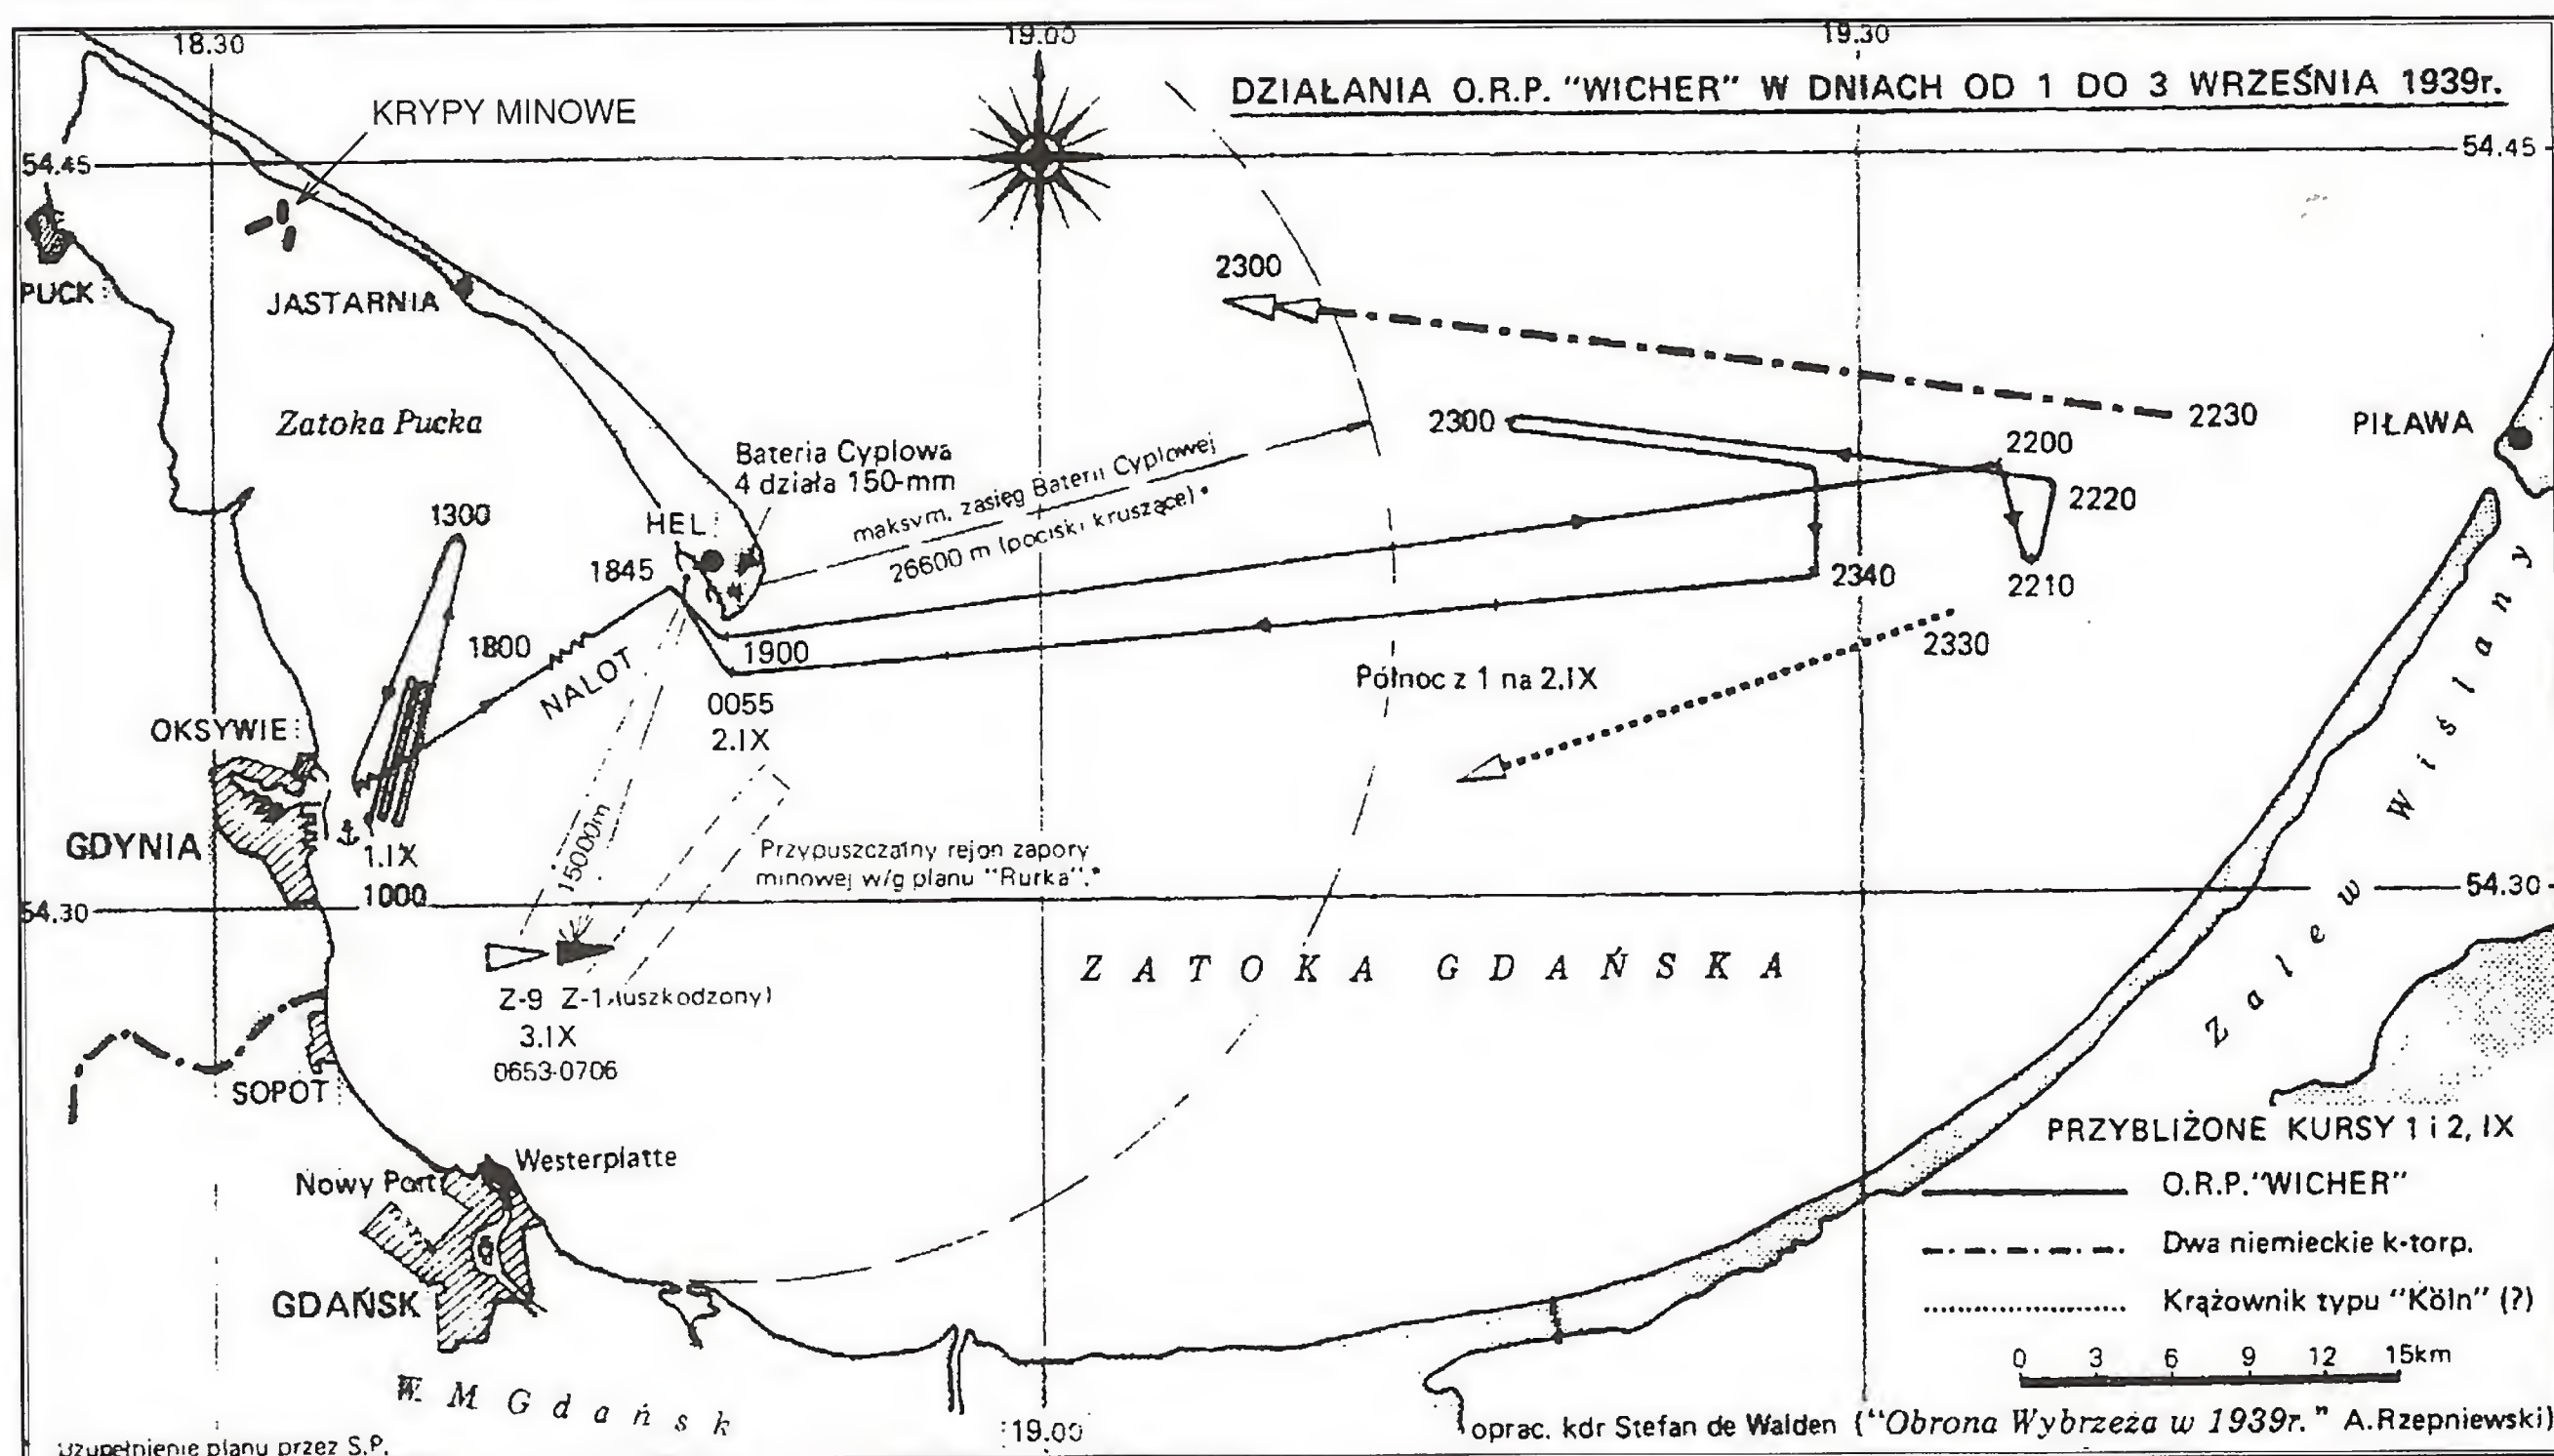 18.30
19.00
19.30
DZIAŁANIA O.R.P. "WICHER" W DNIACH OD 1 DO 3 WRZEŚNIA 1939r.
KRYPY MINOWE
54.45
54.45
PUCK
JASTARNIA
2300
Zatoka Pucka
2300
2230
PIŁAWA
2200
Bateria Cyplowa
4 działa 150-mm
maksym. zasięg Baterii Cyplowej
26600 m (pociski kruszące)*
2220
1300
HEL
1845
2340
2210
1800
NALOT
1900
2330
Północ z 1 na 2.IX
0055
2.IX
OKSYWIE
15000m
GDYNIA
1.IX
1000
Przypuszczalny rejon zapory
minowej w/g planu "Rurka".*
54.30
54.30
ZATOKA GDAŃSKA
Zalew Wiślany
Z-9 Z-1 (uszkodzony)
3.IX
0653-0706
SOPOT
Westerplatte
Nowy Port
GDAŃSK
W. M Gdańsk
PRZYBLIŻONE KURSY 1 i 2, IX
O.R.P."WICHER"
Dwa niemieckie k-torp.
Krążownik typu "Köln" (?)
0 3 6 9 12 15km
19.00
oprac. kdr Stefan de Walden ("Obrona Wybrzeża w 1939r." A.Rzepniewski)
Uzupełnienie planu przez S.P.